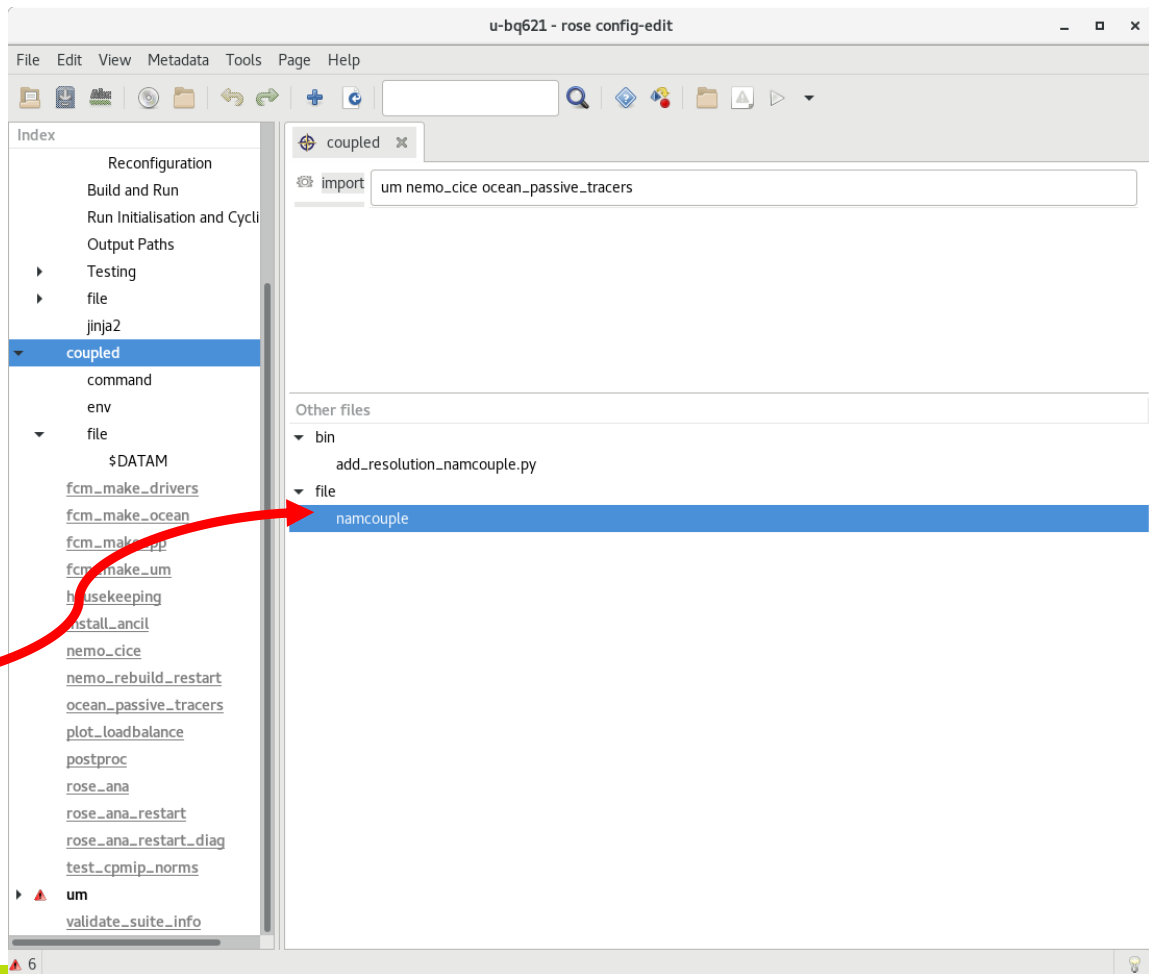 u-bq621 - rose config-edit
File Edit View Metadata Tools Page Help
Index
Reconfiguration
Build and Run
Run Initialisation and Cycli
Output Paths
Testing
file
jinja2
coupled
command
env
file
$DATAM
fcm_make_drivers
fcm_make_ocean
fcm_make_pp
fcm_make_um
housekeeping
install_ancil
nemo_cice
nemo_rebuild_restart
ocean_passive_tracers
plot_loadbalance
postproc
rose_ana
rose_ana_restart
rose_ana_restart_diag
test_cpmip_norms
um
validate_suite_info
6
coupled
import um nemo_cice ocean_passive_tracers
Other files
bin
add_resolution_namcouple.py
file
namcouple